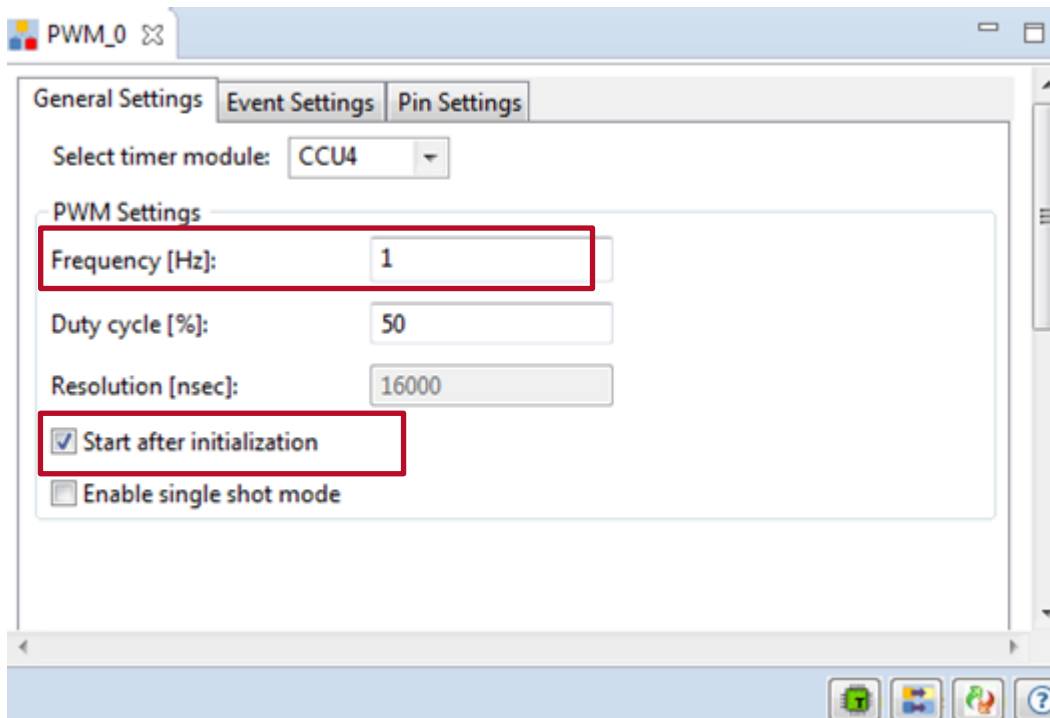 PWM_0
General Settings Event Settings Pin Settings
Select timer module: CCU4
PWM Settings
Frequency [Hz]: 1
Duty cycle [%]: 50
Resolution [nsec]: 16000
Start after initialization
Enable single shot mode
T ?